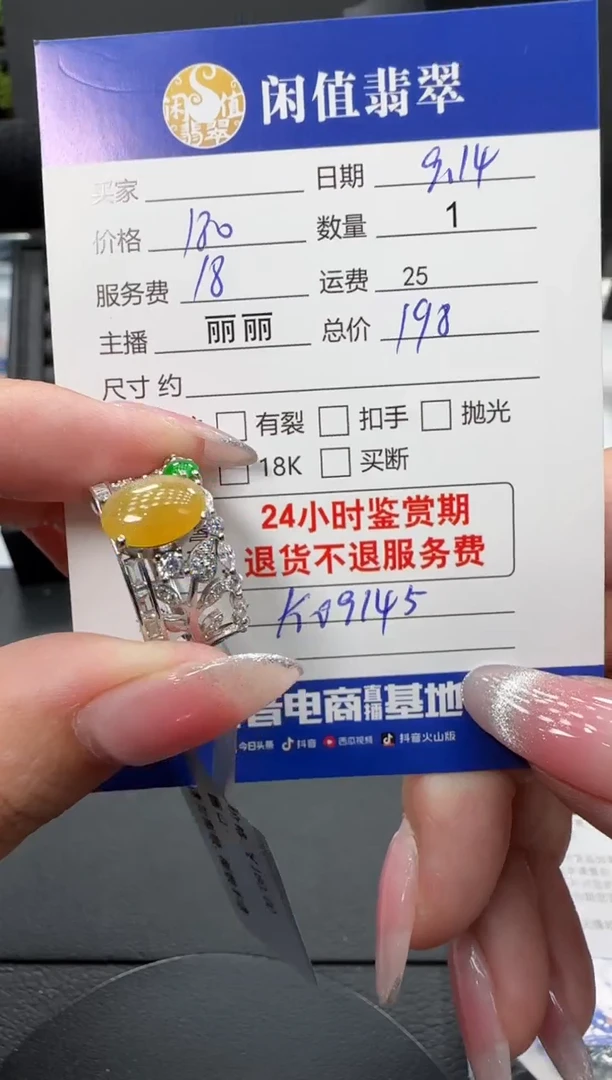 闲值翡翠
闲值翡翠
买家 日期 9.14
价格 180 数量 1
服务费 18 运费 25
主播 丽丽 总价 198
尺寸 约
有裂 扣手 抛光
18K 买断
24小时鉴赏期
退货不退服务费
音电商直播基地
今日头条 抖音 西瓜视频 抖音火山版